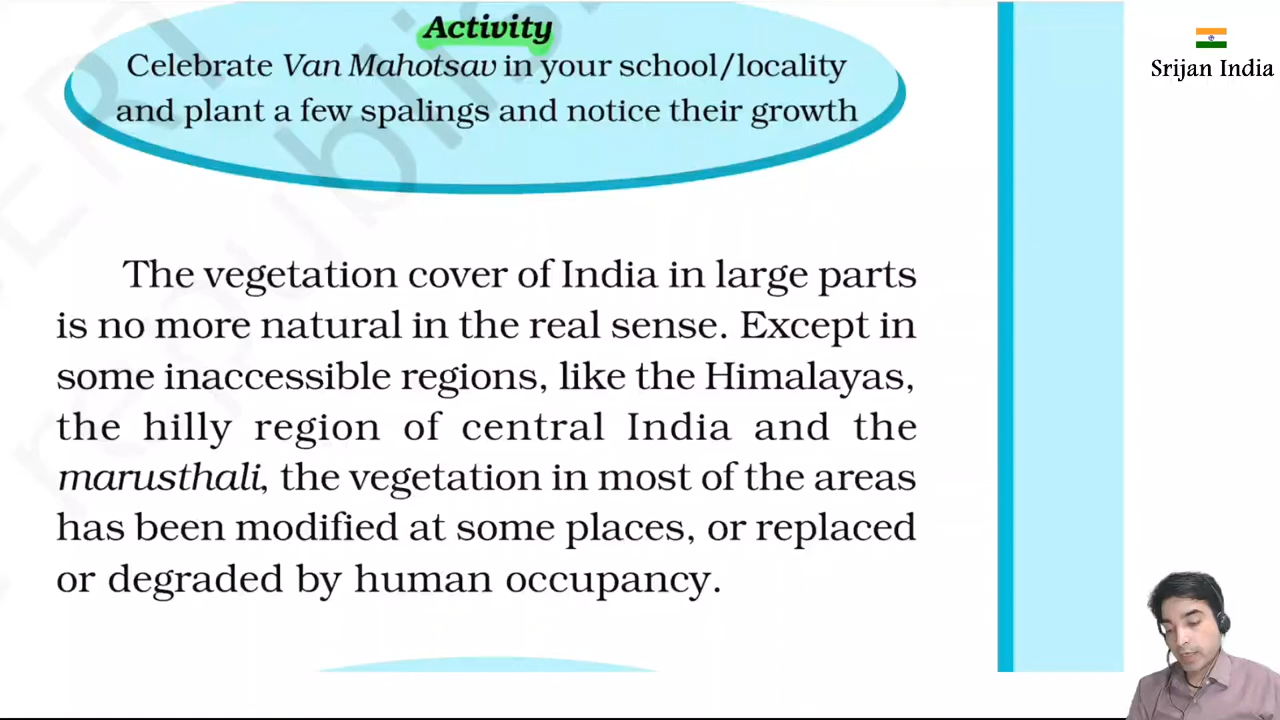 Activity
Celebrate Van Mahotsav in your school/locality
and plant a few spalings and notice their growth
Srijan India
The vegetation cover of India in large parts
is no more natural in the real sense. Except in
some inaccessible regions, like the Himalayas,
the hilly region of central India and the
marusthali, the vegetation in most of the areas
has been modified at some places, or replaced
or degraded by human occupancy.